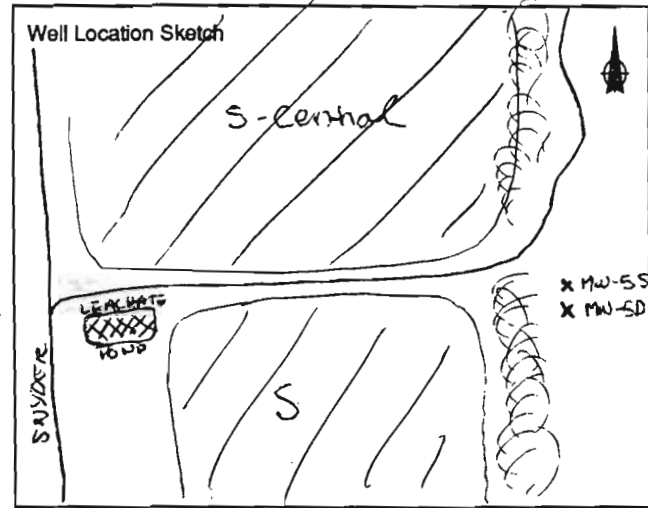 Well Location Sketch
S-Central
x MW-5S
x MW-5D
LEACHATE
POND
SNYDER
S